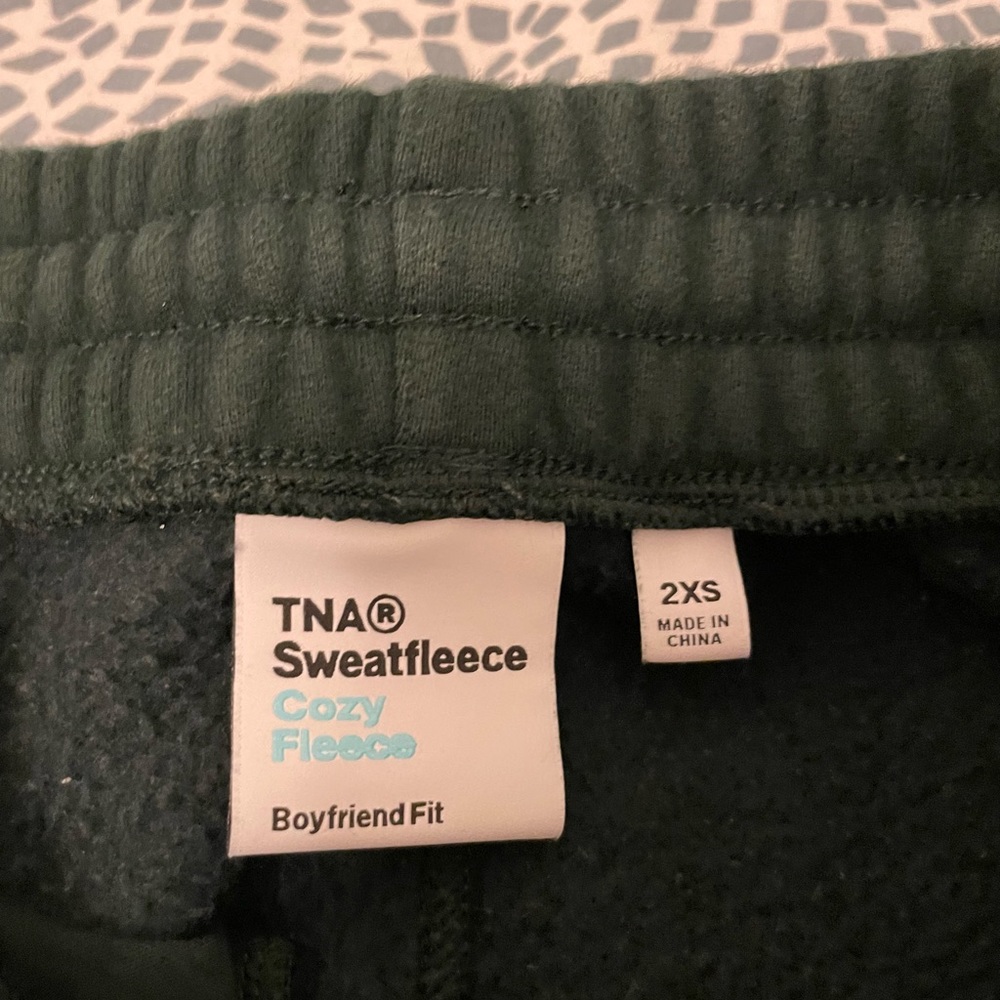 TNA®
Sweatfleece
Cozy
Fleece
Boyfriend Fit
2XS
MADE IN
CHINA